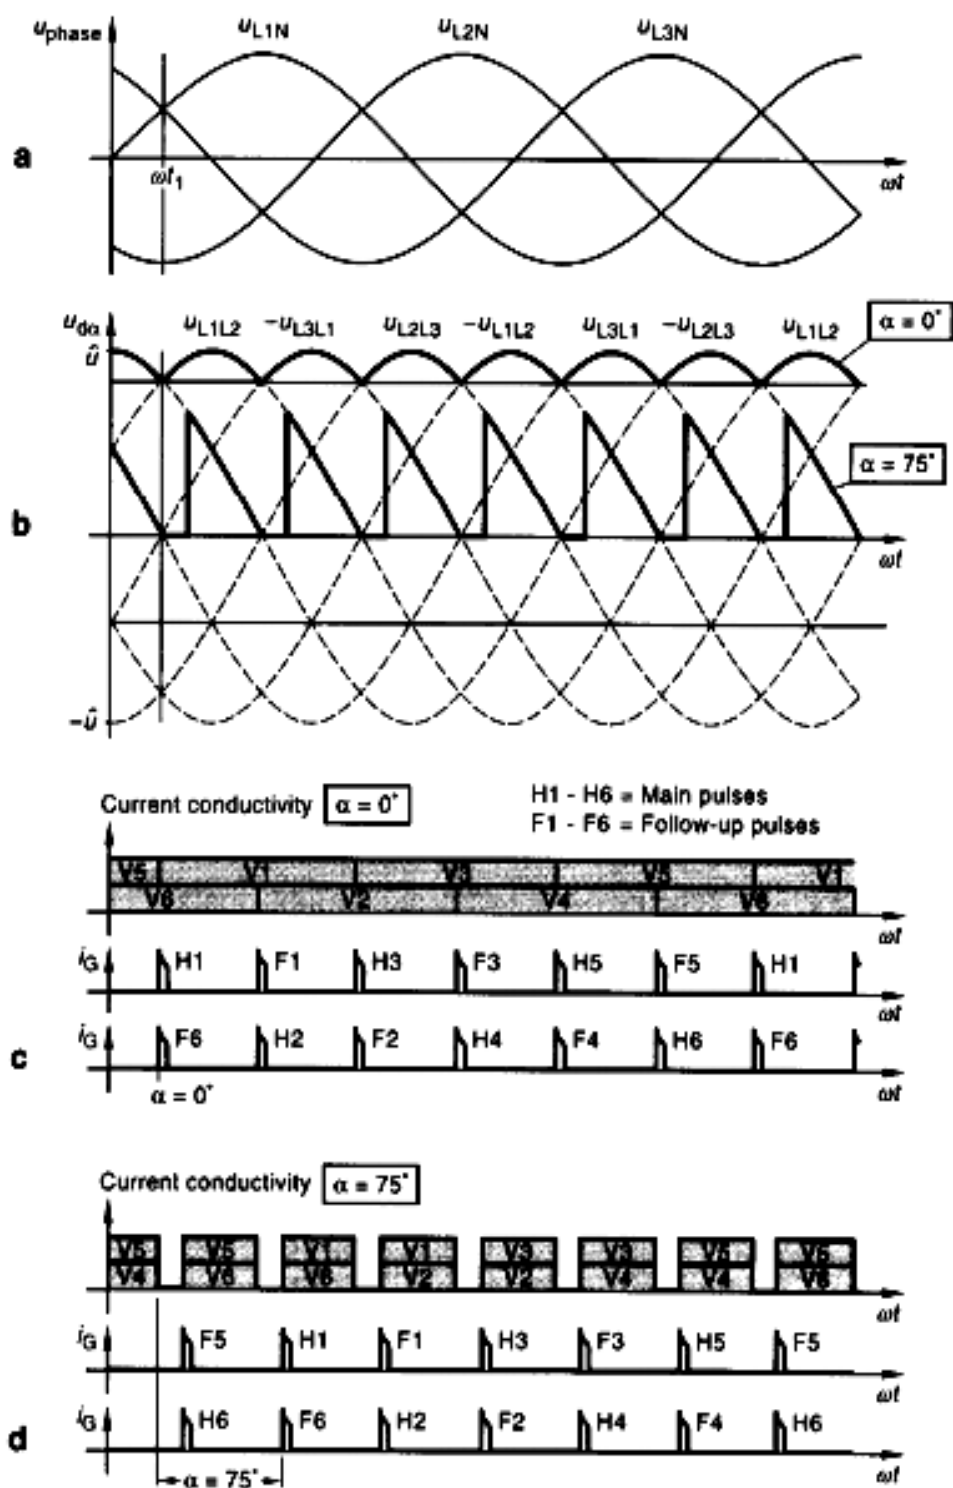 u_phase u_L1N u_L2N u_L3N
a
ωt₁
ωt
u_dα u_L1L2 -u_L3L1 u_L2L3 -u_L1L2 u_L3L1 -u_L2L3 u_L1L2
α = 0°
û
α = 75°
b
ωt
-û
Current conductivity α = 0°
H1 - H6 = Main pulses
F1 - F6 = Follow-up pulses
V5 V1 V3 V5 V1
V6 V2 V4 V6
ωt
i_G H1 F1 H3 F3 H5 F5 H1
ωt
i_G F6 H2 F2 H4 F4 H6 F6
c
ωt
α = 0°
Current conductivity α = 75°
V5 V5 V1 V1 V3 V3 V5 V5
V4 V6 V6 V2 V2 V4 V4 V6
ωt
i_G F5 H1 F1 H3 F3 H5 F5
ωt
i_G H6 F6 H2 F2 H4 F4 H6
d
ωt
α = 75°